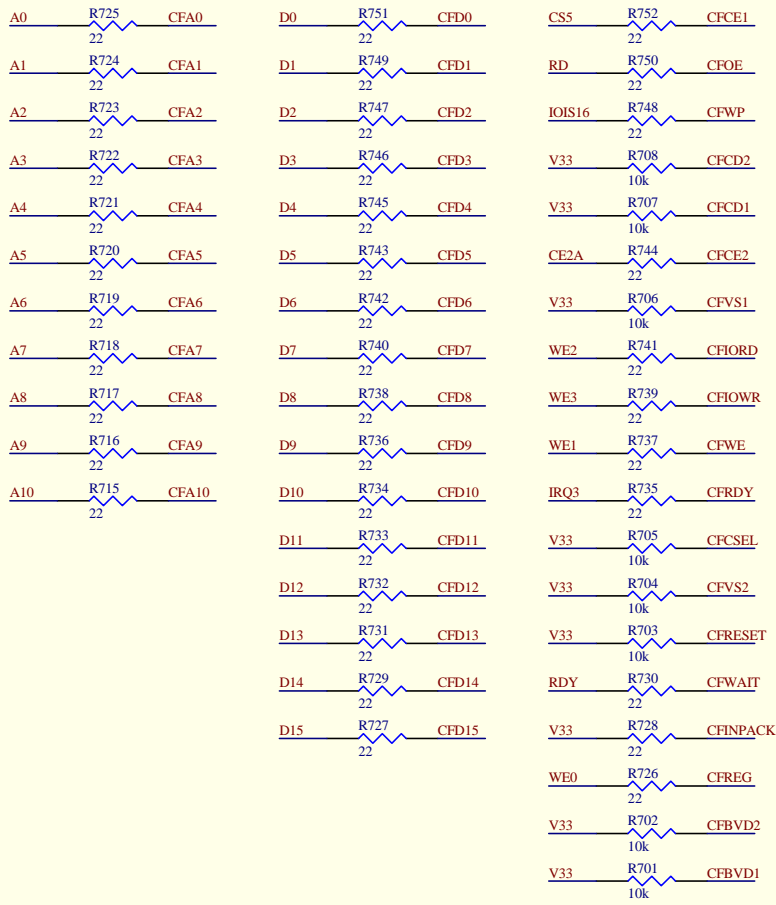 A0 R725 CFA0 D0 R751 CFD0 CS5 R752 CFCE1
22 22 22
A1 R724 CFA1 D1 R749 CFD1 RD R750 CFOE
22 22 22
A2 R723 CFA2 D2 R747 CFD2 IOIS16 R748 CFWP
22 22 22
A3 R722 CFA3 D3 R746 CFD3 V33 R708 CFCD2
22 22 10k
A4 R721 CFA4 D4 R745 CFD4 V33 R707 CFCD1
22 22 10k
A5 R720 CFA5 D5 R743 CFD5 CE2A R744 CFCE2
22 22 22
A6 R719 CFA6 D6 R742 CFD6 V33 R706 CFVS1
22 22 10k
A7 R718 CFA7 D7 R740 CFD7 WE2 R741 CFIORD
22 22 22
A8 R717 CFA8 D8 R738 CFD8 WE3 R739 CFIOWR
22 22 22
A9 R716 CFA9 D9 R736 CFD9 WE1 R737 CFWE
22 22 22
A10 R715 CFA10 D10 R734 CFD10 IRQ3 R735 CFRDY
22 22 22
D11 R733 CFD11 V33 R705 CFCSEL
22 10k
D12 R732 CFD12 V33 R704 CFVS2
22 10k
D13 R731 CFD13 V33 R703 CFRESET
22 10k
D14 R729 CFD14 RDY R730 CFWAIT
22 22
D15 R727 CFD15 V33 R728 CFINPACK
22 22
WE0 R726 CFREG
22
V33 R702 CFBVD2
10k
V33 R701 CFBVD1
10k